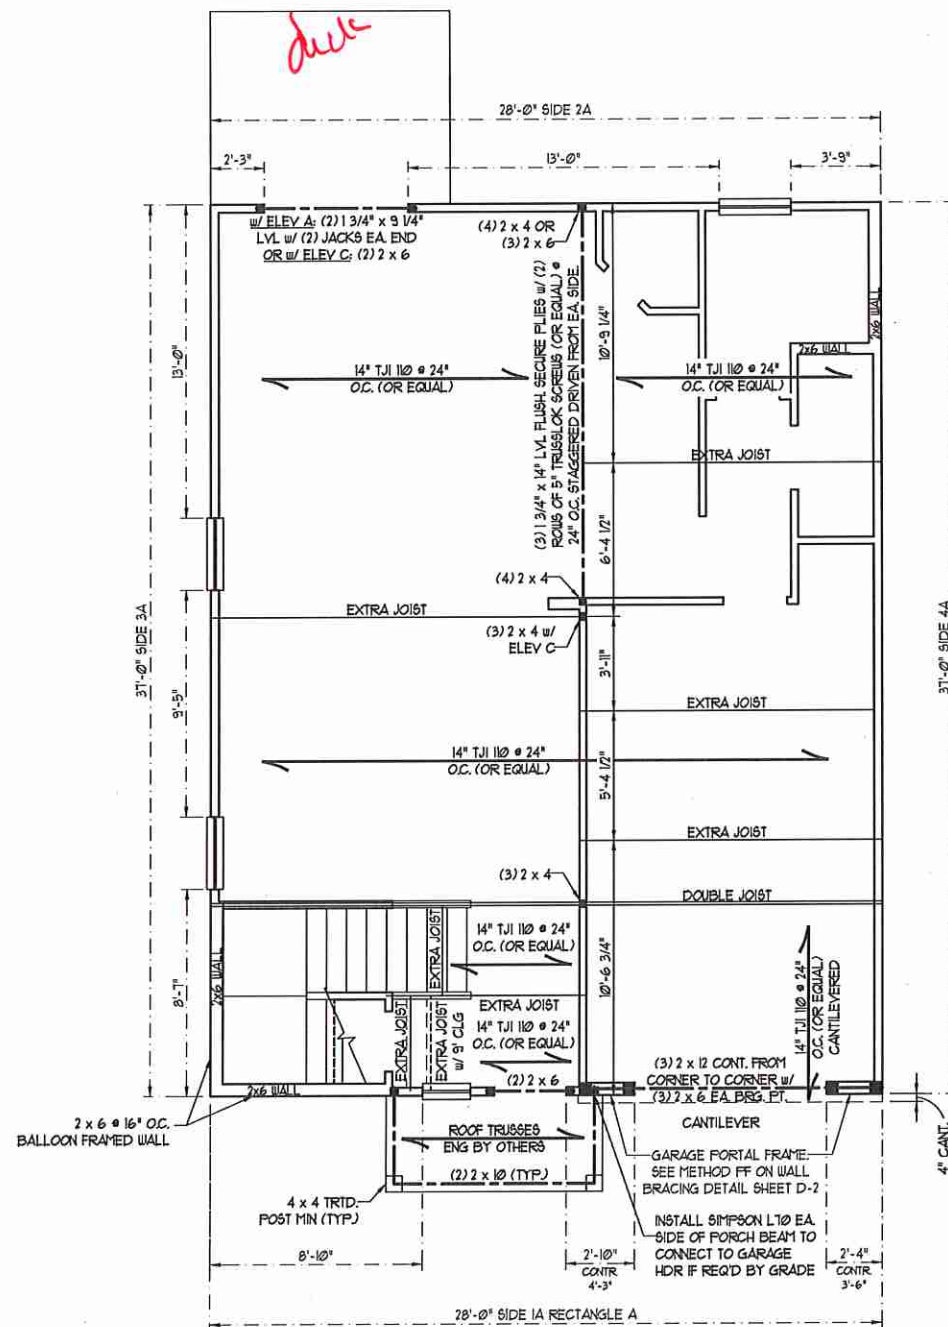 deck
28'-0" SIDE 2A
2'-3"
13'-0"
3'-9"
w/ ELEV A: (2) 1 3/4" x 9 1/4"
LVL w/ (2) JACKS EA. END
OR w/ ELEV C: (2) 2 x 6
(4) 2 x 4 OR
(3) 2 x 6
(3) 1 3/4" x 14" LVL FLUSH. SECURE PLIES w/ (2)
ROWS OF 5" TRUSSLOK SCREWS (OR EQUAL) @
24" O.C. STAGGERED DRIVEN FROM EA. SIDE.
10'-9 1/4"
2x6 WALL
2x6 WALL
13'-0"
14" TJI 110 @ 24"
O.C. (OR EQUAL)
14" TJI 110 @ 24"
O.C. (OR EQUAL)
EXTRA JOIST
6'-4 1/2"
(4) 2 x 4
EXTRA JOIST
(3) 2 x 4 w/
ELEV C
37'-0" SIDE 3A
37'-0" SIDE 4A
3'-11"
9'-5"
EXTRA JOIST
14" TJI 110 @ 24"
O.C. (OR EQUAL)
5'-4 1/2"
EXTRA JOIST
(3) 2 x 4
DOUBLE JOIST
2x6 WALL
8'-7"
EXTRA JOIST
14" TJI 110 @ 24"
O.C. (OR EQUAL)
10'-6 3/4"
14" TJI 110 @ 24"
O.C. (OR EQUAL)
CANTILEVERED
EXTRA JOIST
EXTRA JOIST
EXTRA JOIST
w/ 9' CLG
14" TJI 110 @ 24"
O.C. (OR EQUAL)
(2) 2 x 6
(3) 2 x 12 CONT. FROM
CORNER TO CORNER w/
(3) 2 x 6 EA. BRG. PT.
2x6 WALL
2 x 6 @ 16" O.C.
BALLOON FRAMED WALL
CANTILEVER
4" CANT.
ROOF TRUSSES
ENG BY OTHERS
(2) 2 x 10 (TYP.)
GARAGE PORTAL FRAME.
SEE METHOD PF ON WALL
BRACING DETAIL SHEET D-2
4 x 4 TRTD.
POST MIN (TYP.)
INSTALL SIMPSON L70 EA.
SIDE OF PORCH BEAM TO
CONNECT TO GARAGE
HDR IF REQ'D BY GRADE
8'-10"
2'-10"
CONTR
4'-3"
2'-4"
CONTR
3'-6"
28'-0" SIDE 1A RECTANGLE A